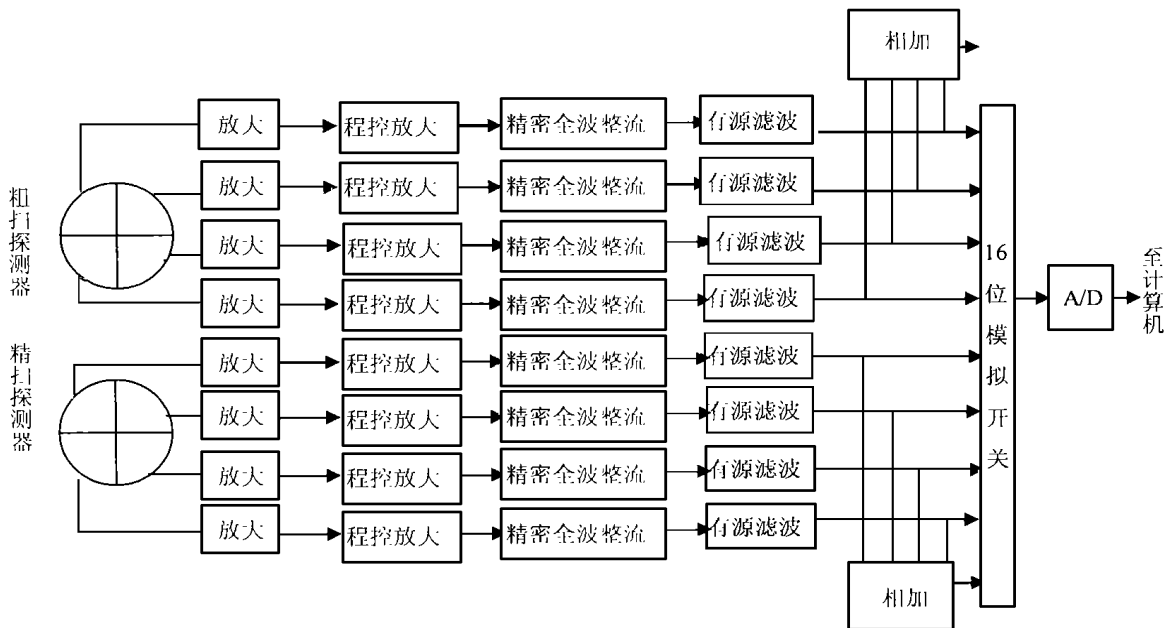 相加
放大 程控放大 精密全波整流 有源滤波
放大 程控放大 精密全波整流 有源滤波
粗扫探测器
放大 程控放大 精密全波整流 有源滤波
放大 程控放大 精密全波整流 有源滤波
16位模拟开关
A/D
至计算机
精扫探测器
放大 程控放大 精密全波整流 有源滤波
放大 程控放大 精密全波整流 有源滤波
放大 程控放大 精密全波整流 有源滤波
放大 程控放大 精密全波整流 有源滤波
相加